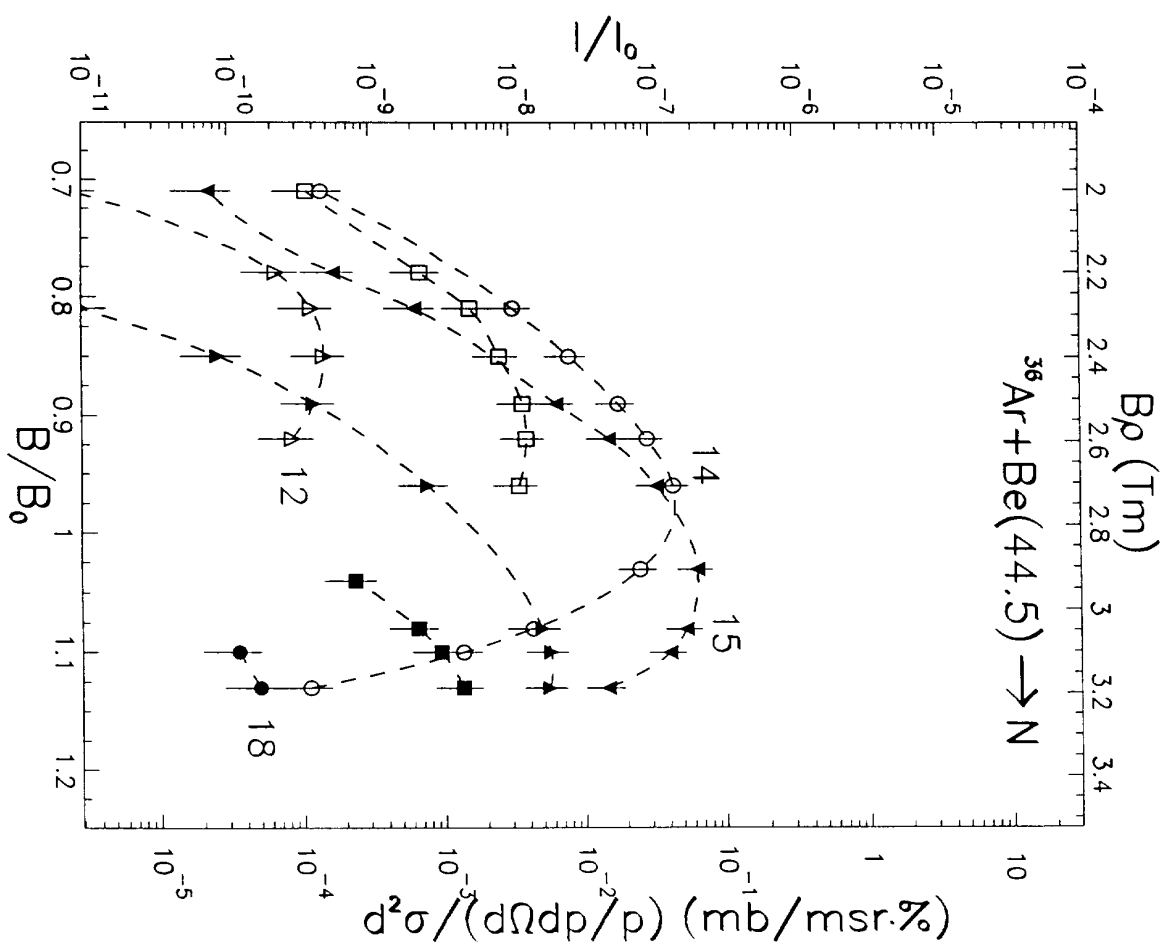 Bρ (Tm)
2 2.2 2.4 2.6 2.8 3 3.2 3.4
I/I₀
10⁻⁴
10⁻⁵
10⁻⁶
10⁻⁷
10⁻⁸
10⁻⁹
10⁻¹⁰
10⁻¹¹
³⁶Ar+Be(44.5) → N
14
15
12
18
d²σ/(dΩdp/p) (mb/msr.%)
10
1
10⁻¹
10⁻²
10⁻³
10⁻⁴
10⁻⁵
0.7 0.8 0.9 1 1.1 1.2
B/B₀